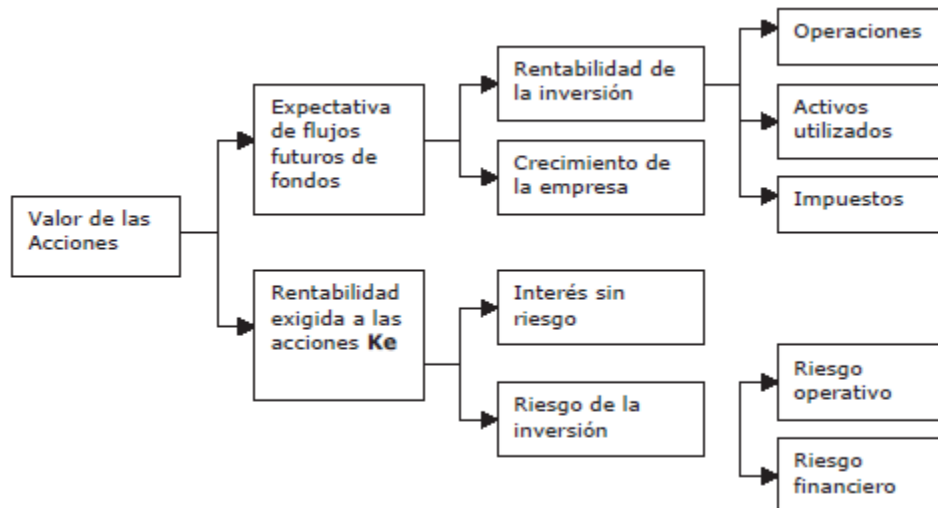 Valor de las
Acciones
Expectativa
de flujos
futuros de
fondos
Rentabilidad
exigida a las
acciones Ke
Rentabilidad de
la inversión
Crecimiento de
la empresa
Interés sin
riesgo
Riesgo de la
inversión
Operaciones
Activos
utilizados
Impuestos
Riesgo
operativo
Riesgo
financiero